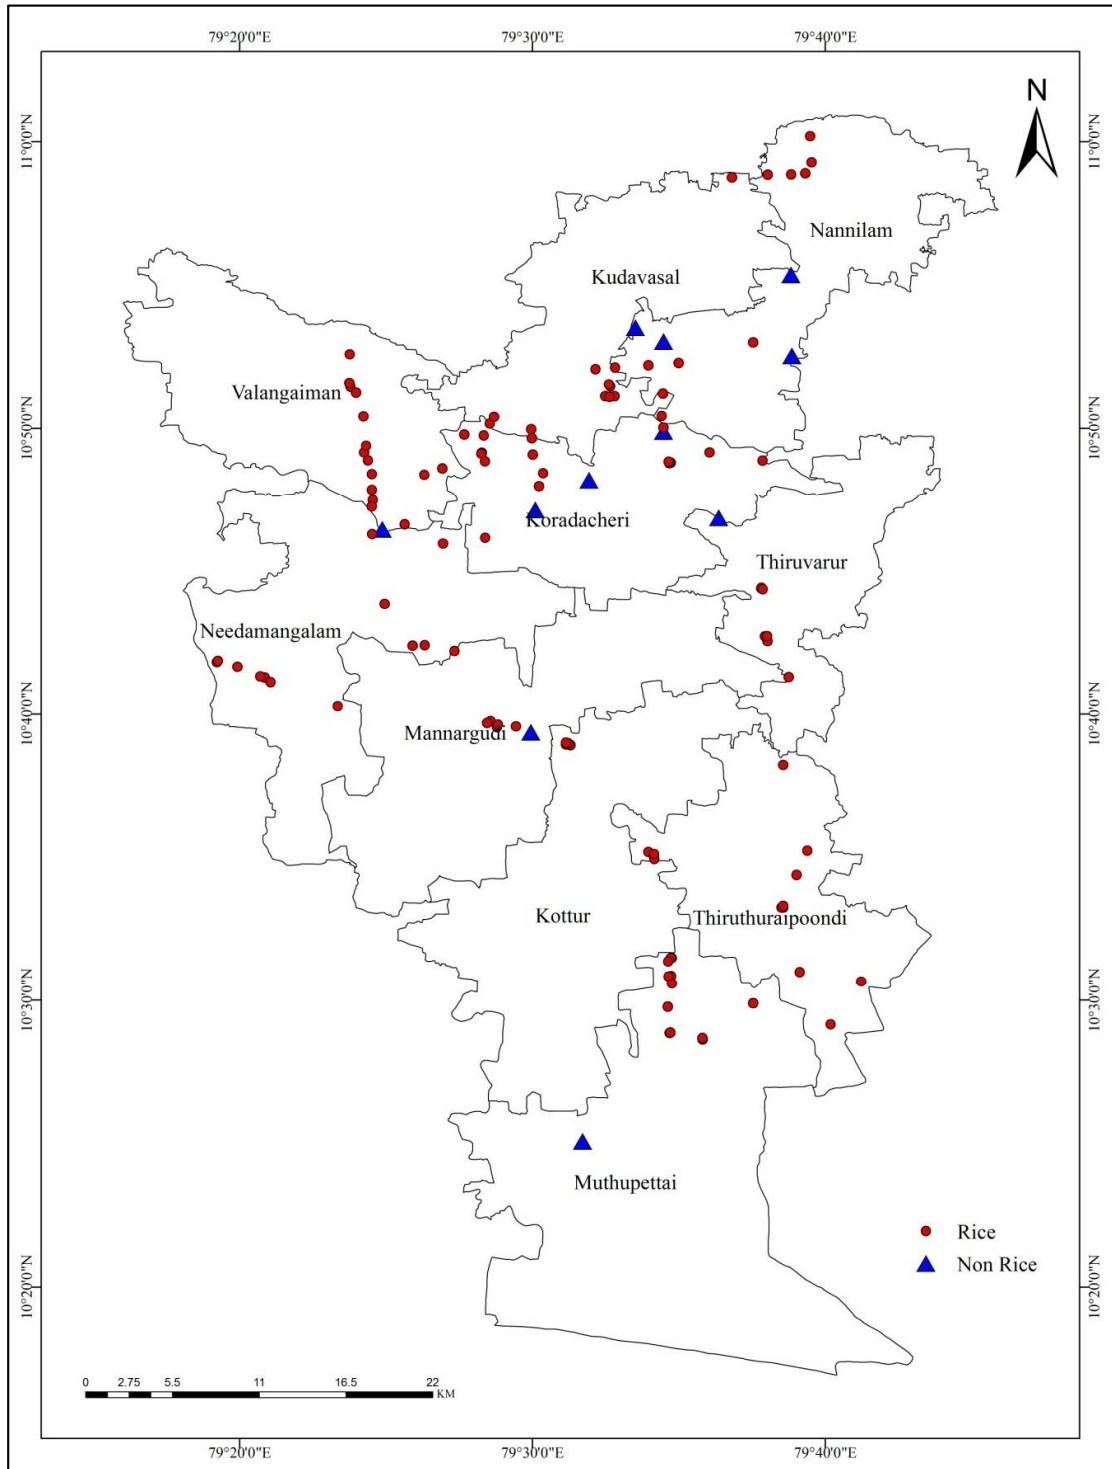 79°20'0"E 79°30'0"E 79°40'0"E
N
11°0'0"N 11°0'0"N
Nannilam
Kudavasal
Valangaiman
10°50'0"N 10°50'0"N
Koradacheri
Thiruvarur
Needamangalam
10°40'0"N 10°40'0"N
Mannargudi
Kottur
Thiruthuraipoondi
10°30'0"N 10°30'0"N
Muthupettai
Rice
Non Rice
10°20'0"N 10°20'0"N
0 2.75 5.5 11 16.5 22
KM
79°20'0"E 79°30'0"E 79°40'0"E